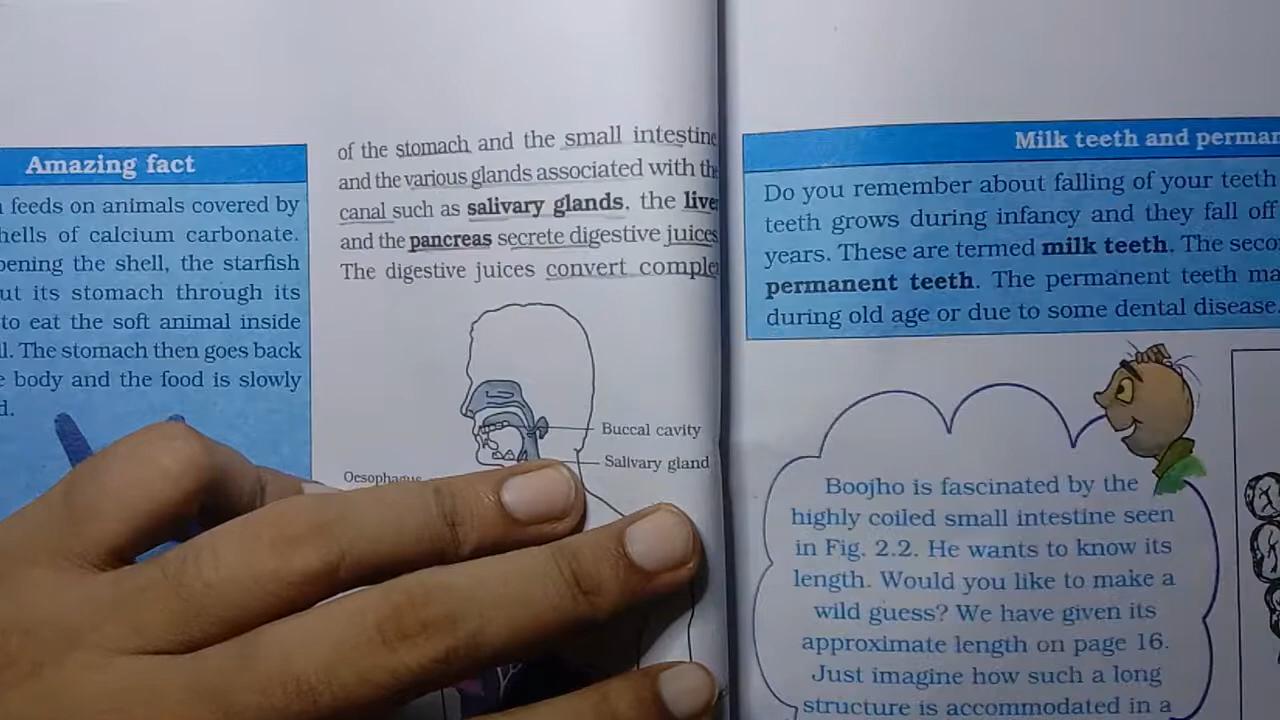 Amazing fact
feeds on animals covered by
hells of calcium carbonate.
pening the shell, the starfish
ut its stomach through its
to eat the soft animal inside
l. The stomach then goes back
e body and the food is slowly
d.
of the stomach and the small intestine
and the various glands associated with the
canal such as salivary glands, the live
and the pancreas secrete digestive juices
The digestive juices convert comple
Buccal cavity
Salivary gland
Oesophagus
Milk teeth and perman
Do you remember about falling of your teeth
teeth grows during infancy and they fall off
years. These are termed milk teeth. The seco
permanent teeth. The permanent teeth ma
during old age or due to some dental disease.
Boojho is fascinated by the
highly coiled small intestine seen
in Fig. 2.2. He wants to know its
length. Would you like to make a
wild guess? We have given its
approximate length on page 16.
Just imagine how such a long
structure is accommodated in a